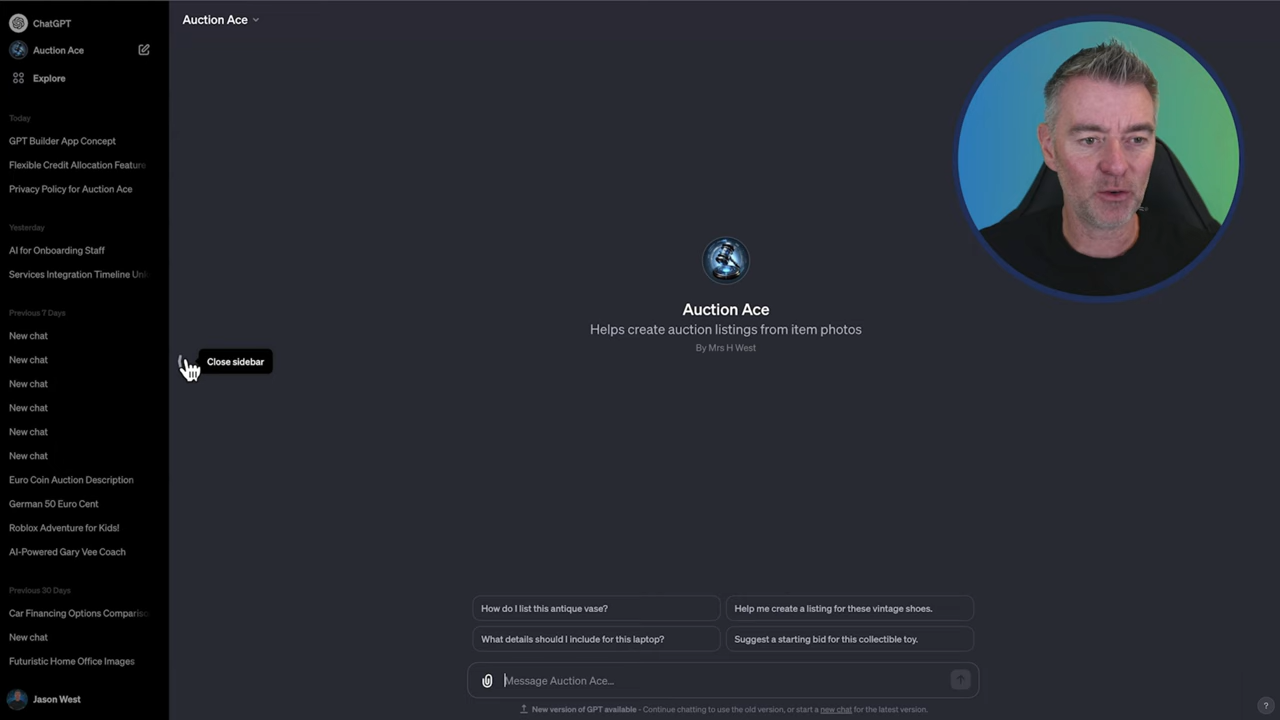 ChatGPT
Auction Ace
Explore
Today
GPT Builder App Concept
Flexible Credit Allocation Feature
Privacy Policy for Auction Ace
Yesterday
AI for Onboarding Staff
Services Integration Timeline
Previous 7 Days
New chat
New chat
New chat
New chat
New chat
New chat
Euro Coin Auction Description
German 50 Euro Cent
Roblox Adventure for Kids!
AI-Powered Gary Vee Coach
Previous 30 Days
Car Financing Options
New chat
Futuristic Home Office Images
Jason West
Auction Ace
Close sidebar
Auction Ace
Helps create auction listings from item photos
By Mrs H West
How do I list this antique vase?
Help me create a listing for these vintage shoes.
What details should I include for this laptop?
Suggest a starting bid for this collectible toy.
Message Auction Ace...
New version of GPT available - Continue chatting to use the old version, or start a new chat for the latest version.
?